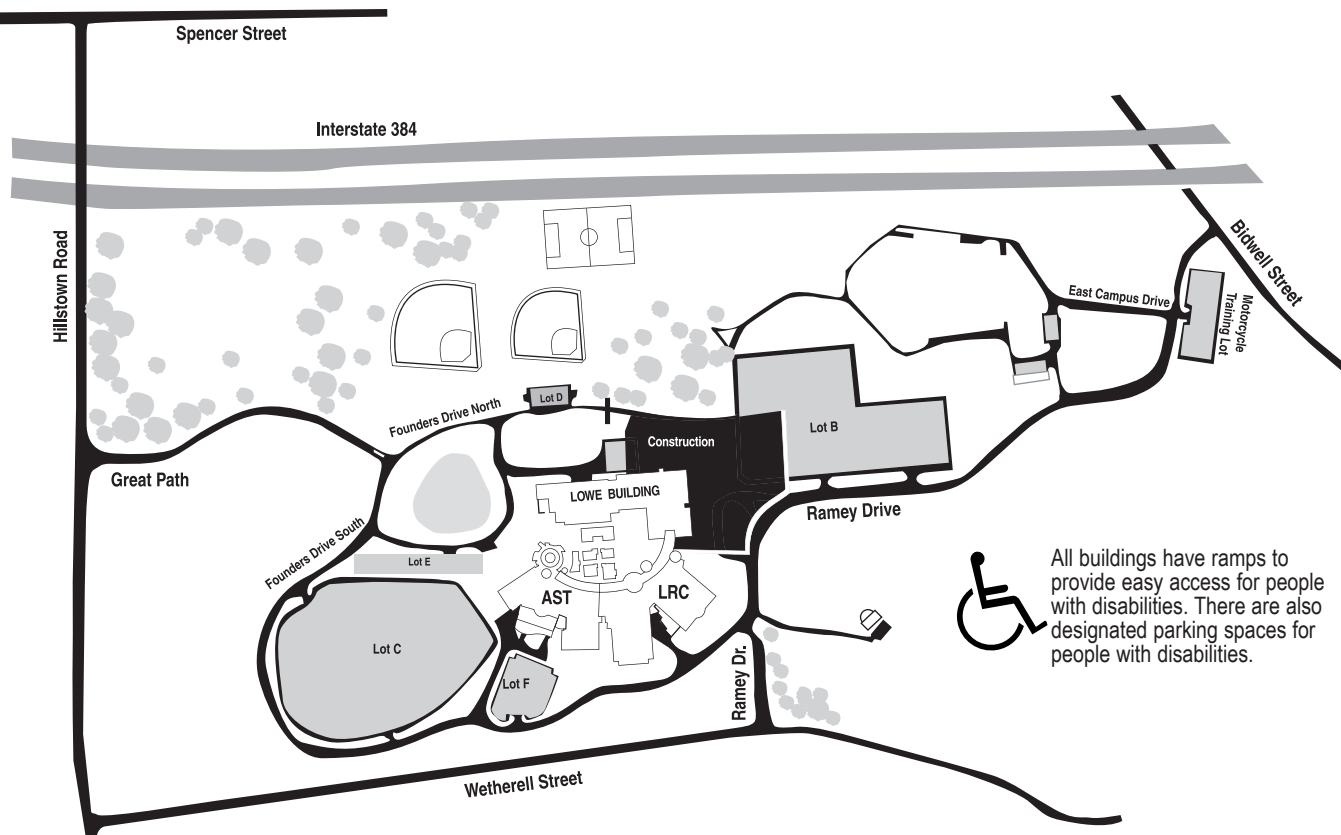 Spencer Street
Interstate 384
Hillstown Road
Bidwell Street
East Campus Drive
Motorcycle
Training Lot
Lot D
Founders Drive North
Construction
Lot B
Great Path
LOWE BUILDING
Ramey Drive
Founders Drive South
Lot E
AST
LRC
Lot C
Lot F
Ramey Dr.
Wetherell Street
All buildings have ramps to
provide easy access for people
with disabilities. There are also
designated parking spaces for
people with disabilities.